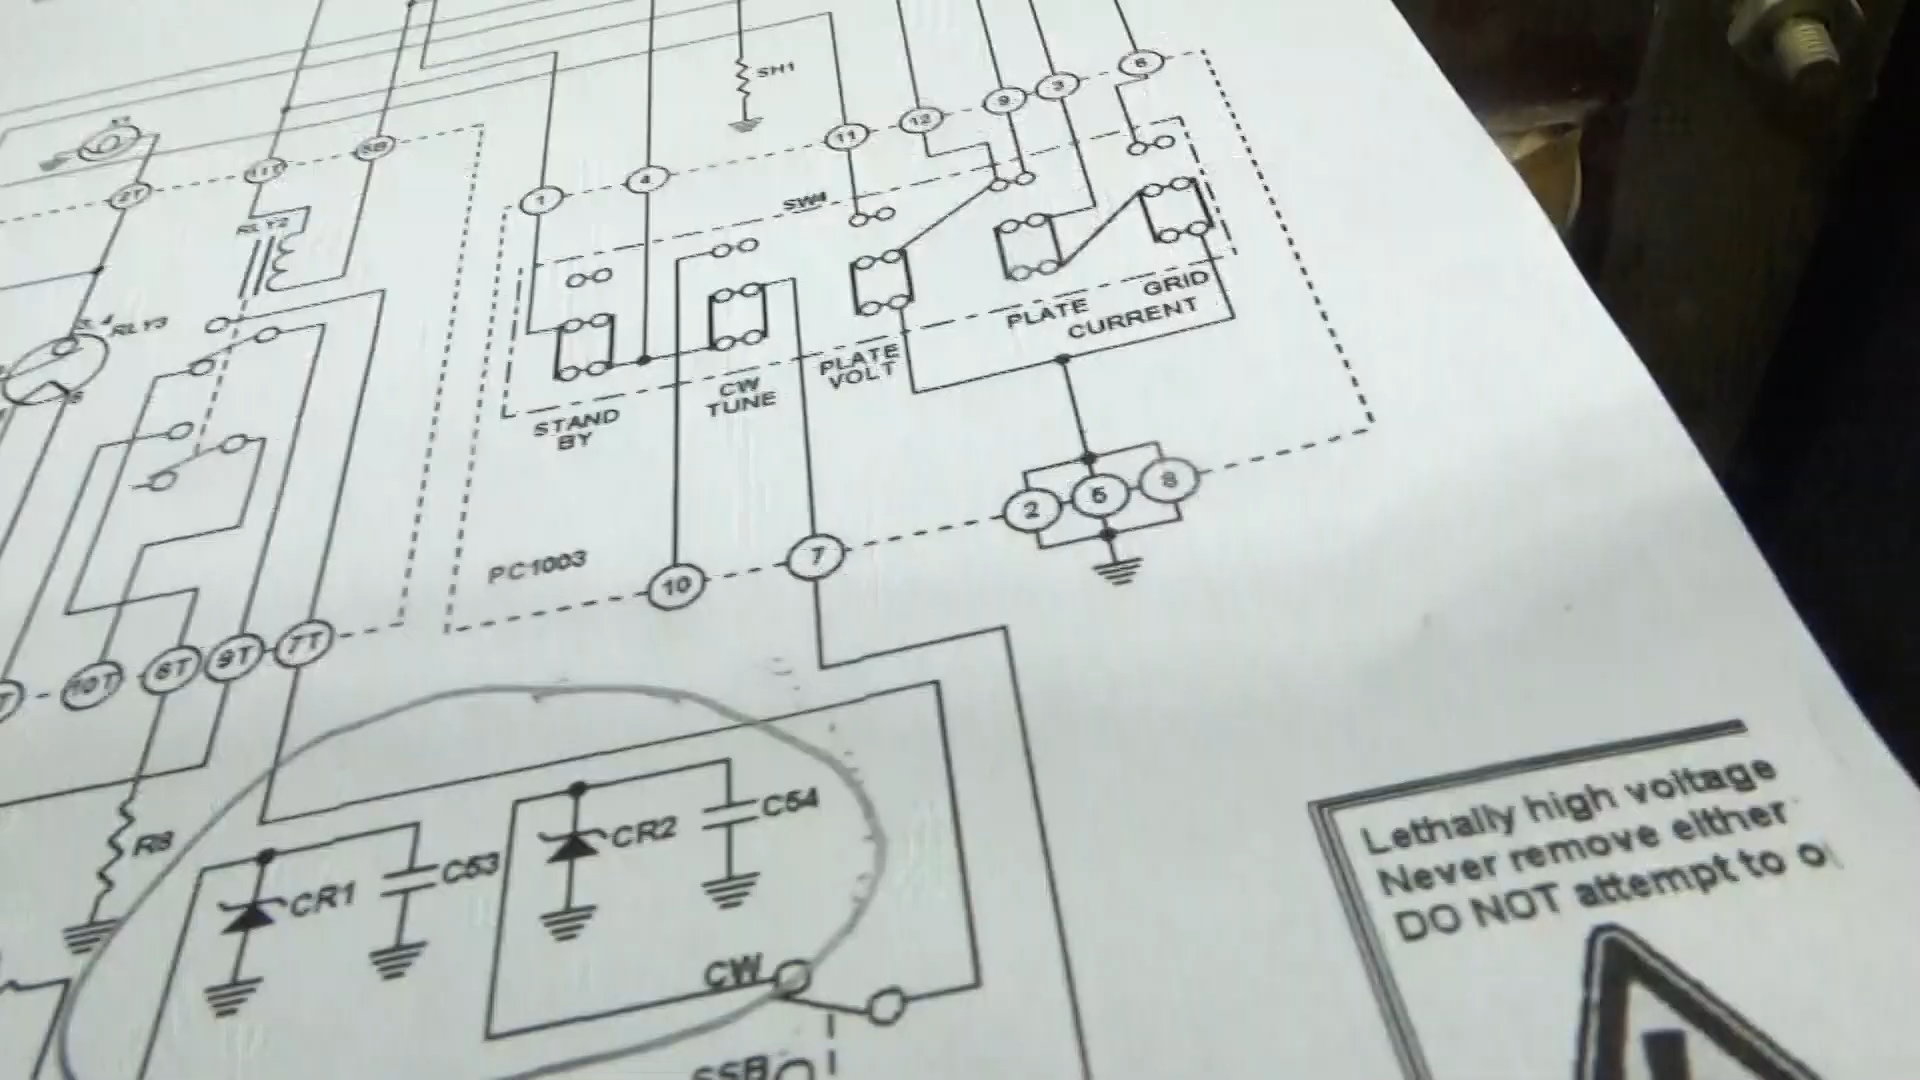 SH1
6
3
9
12
11
4
1
11T
2T
SW4
RLY2
RLY3
GRID
PLATE
CURRENT
PLATE
VOLT
CW
TUNE
STAND
BY
8
5
2
7
10
PC1003
7T
9T
10T
R8
C54
CR2
C53
CR1
CW
SSB
Lethally high voltage
Never remove either
DO NOT attempt to